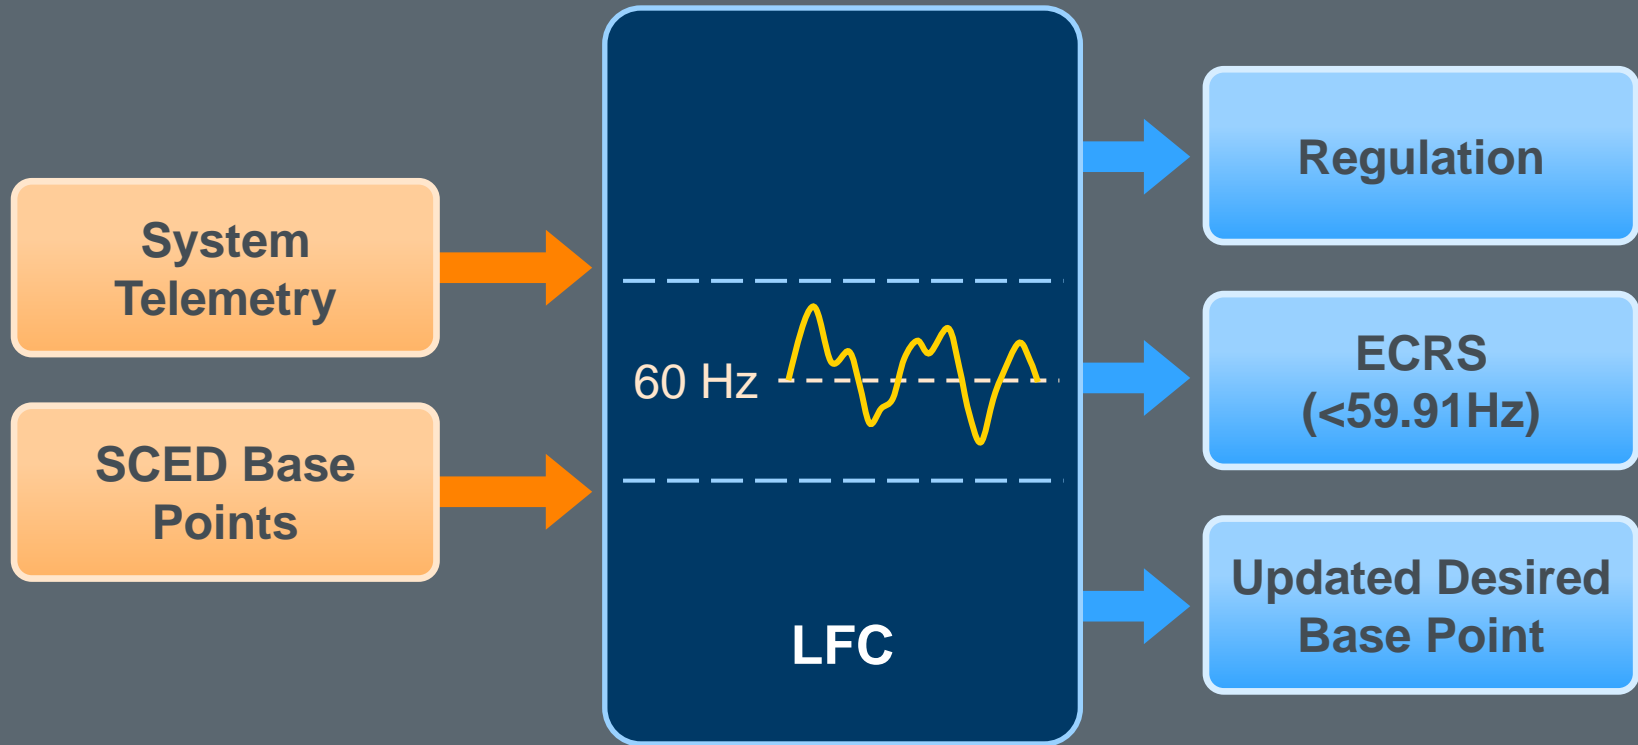 System
Telemetry
SCED Base
Points
60 Hz
LFC
Regulation
ECRS
(<59.91Hz)
Updated Desired
Base Point